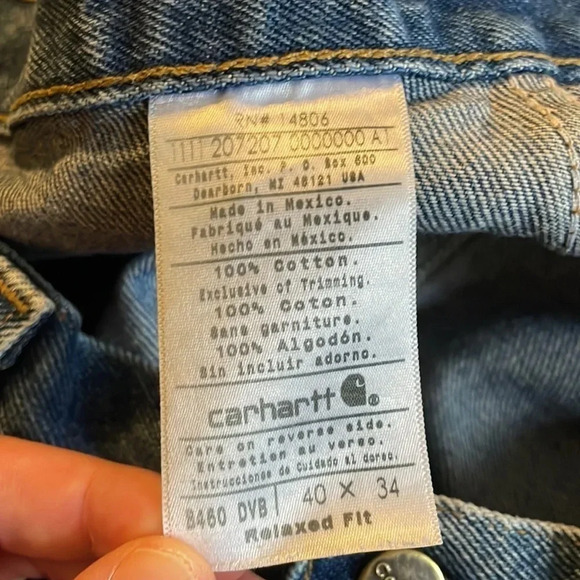 RN# 14806
1111 207207 0000000 A1
Carhartt, Inc. P. O. Box 600
Dearborn, MI 48121 USA
Made in Mexico.
Fabriqué au Mexique.
Hecho en México.
100% Cotton.
Exclusive of Trimming.
100% Coton.
Sans garniture.
100% Algodón.
Sin incluir adorno.
carhartt ®
Care on reverse side.
Entretien au verso.
Instrucciones de cuidado al dorso.
B460 DVB 40 X 34
Relaxed Fit